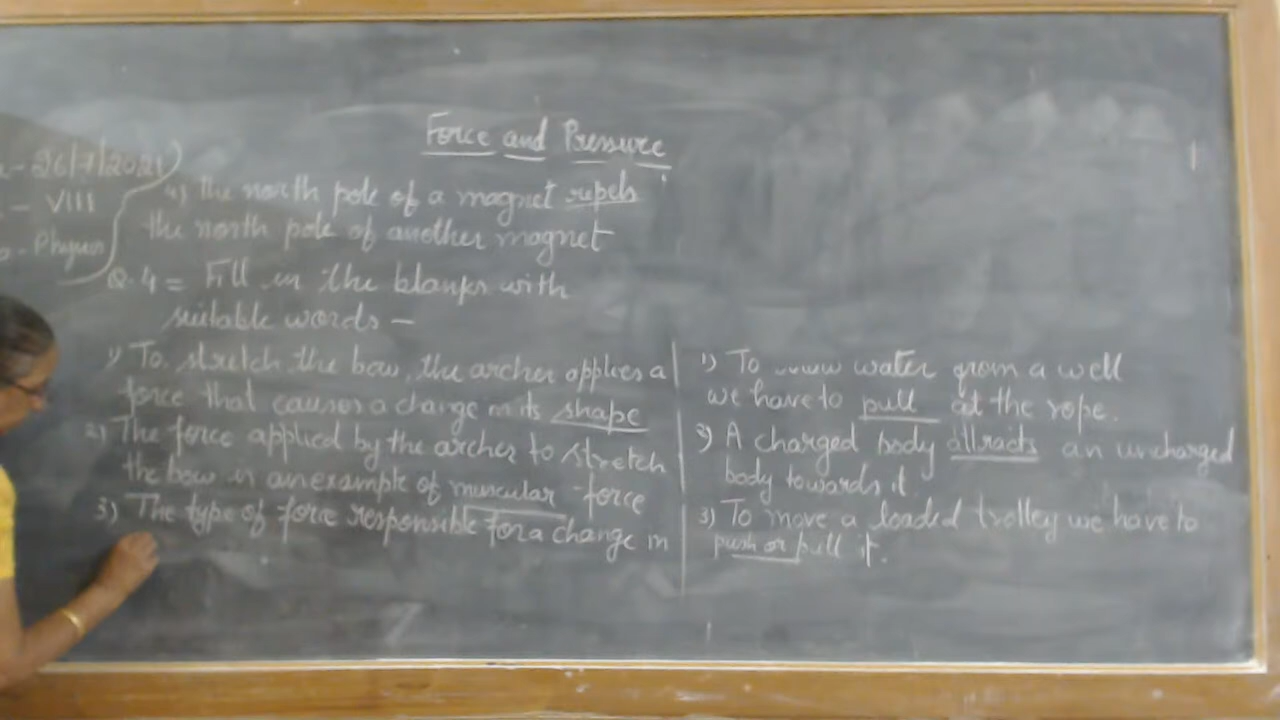 Force and Pressure
26/7/2021
- VIII
4) the north pole of a magnet repels
the north pole of another magnet
Q.4 = Fill in the blanks with
suitable words -
1) To stretch the bow, the archer applies a
force that causes a change in its shape
2) The force applied by the archer to stretch
the bow is an example of muscular force
3) The type of force responsible for a change in
1) To water from a well
we have to pull at the rope.
2) A charged body attracts an uncharged
body towards it.
3) To move a loaded trolley we have to
push or pull it.